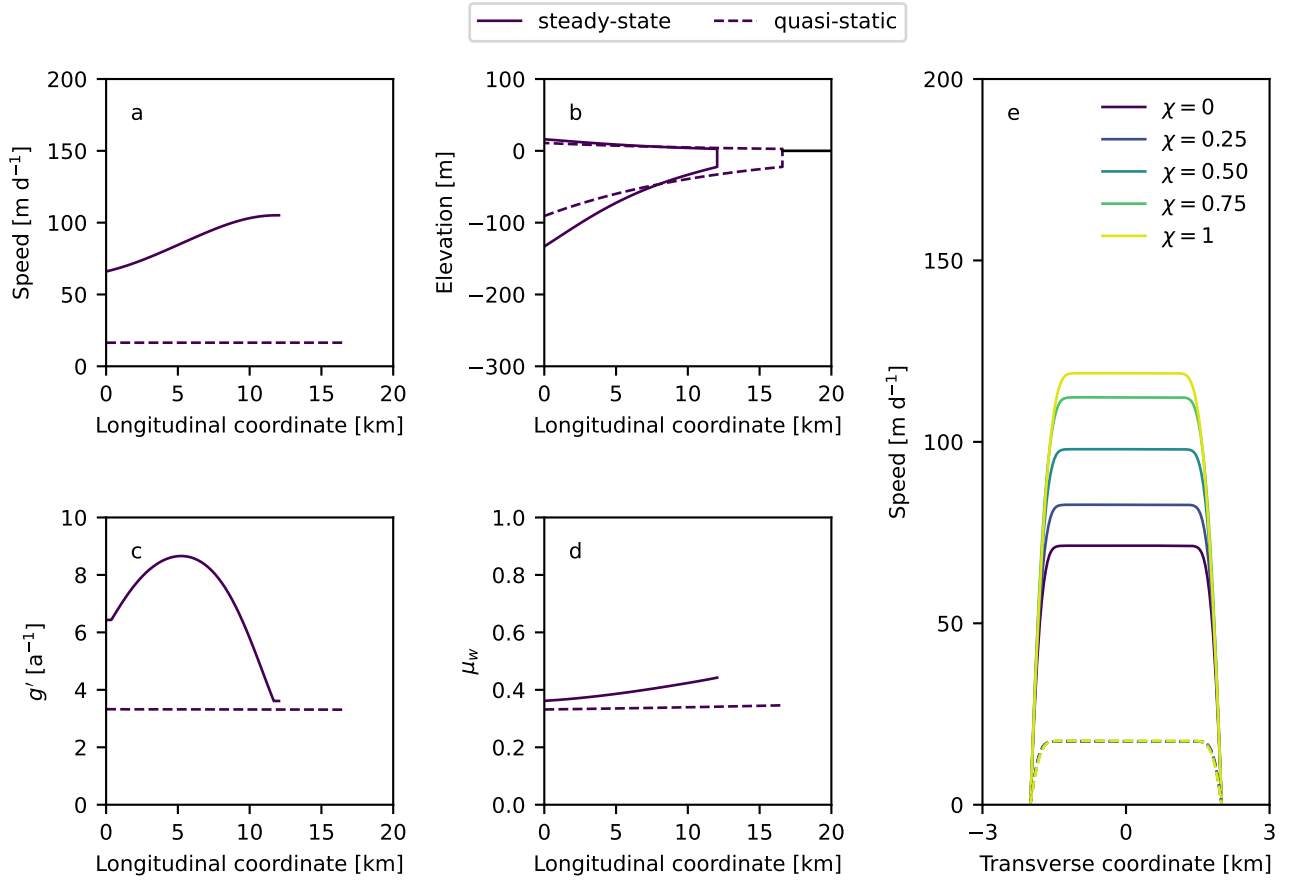 steady-state quasi-static
a
200
150
100
50
0
Speed [m d⁻¹]
0 5 10 15 20
Longitudinal coordinate [km]
b
100
0
−100
−200
−300
Elevation [m]
0 5 10 15 20
Longitudinal coordinate [km]
c
10
8
6
4
2
0
g′ [a⁻¹]
0 5 10 15 20
Longitudinal coordinate [km]
d
1.0
0.8
0.6
0.4
0.2
0.0
μ_w
0 5 10 15 20
Longitudinal coordinate [km]
e
χ = 0
χ = 0.25
χ = 0.50
χ = 0.75
χ = 1
200
150
100
50
0
Speed [m d⁻¹]
−3 0 3
Transverse coordinate [km]